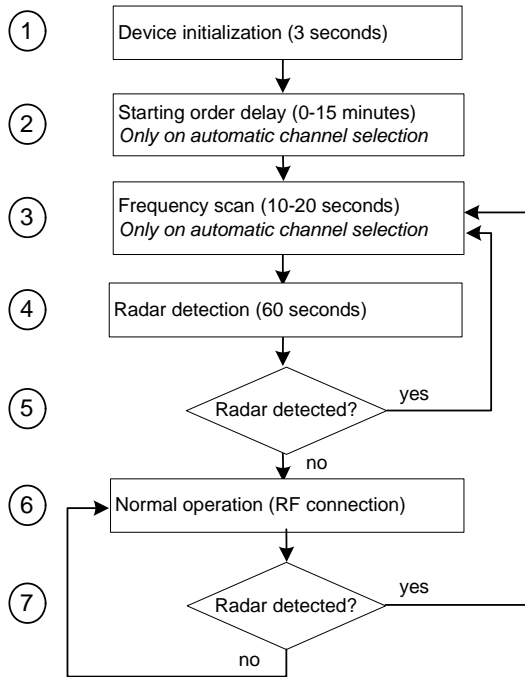 1
Device initialization (3 seconds)
2
Starting order delay (0-15 minutes)
Only on automatic channel selection
3
Frequency scan (10-20 seconds)
Only on automatic channel selection
4
Radar detection (60 seconds)
5
Radar detected?
yes
no
6
Normal operation (RF connection)
7
Radar detected?
yes
no